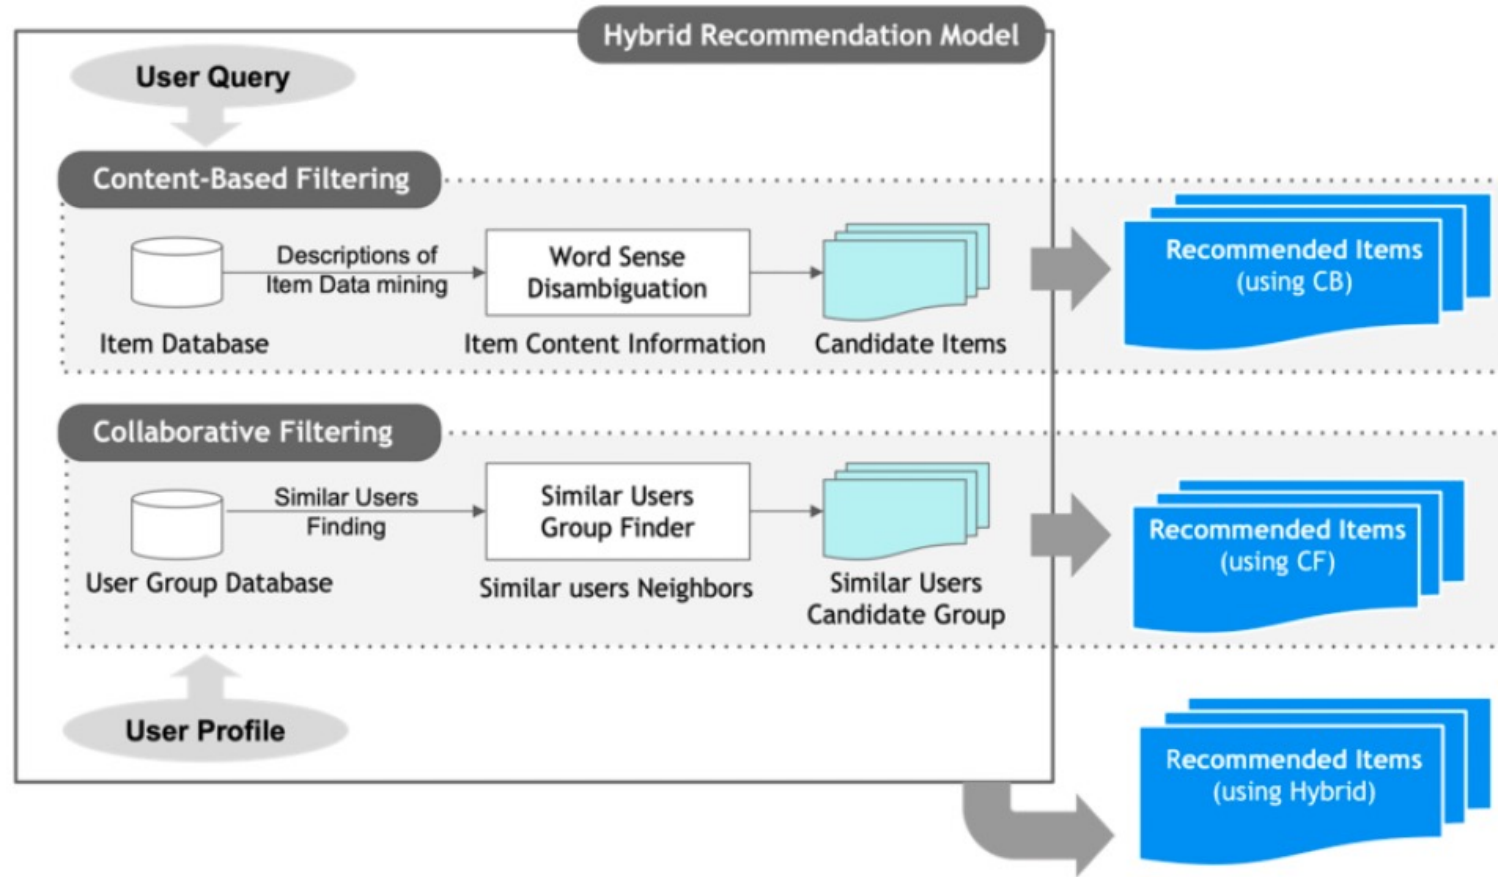 Hybrid Recommendation Model
User Query
Content-Based Filtering
Descriptions of
Item Data mining
Item Database
Word Sense
Disambiguation
Item Content Information
Candidate Items
Recommended Items
(using CB)
Collaborative Filtering
Similar Users
Finding
User Group Database
Similar Users
Group Finder
Similar users Neighbors
Similar Users
Candidate Group
Recommended Items
(using CF)
User Profile
Recommended Items
(using Hybrid)